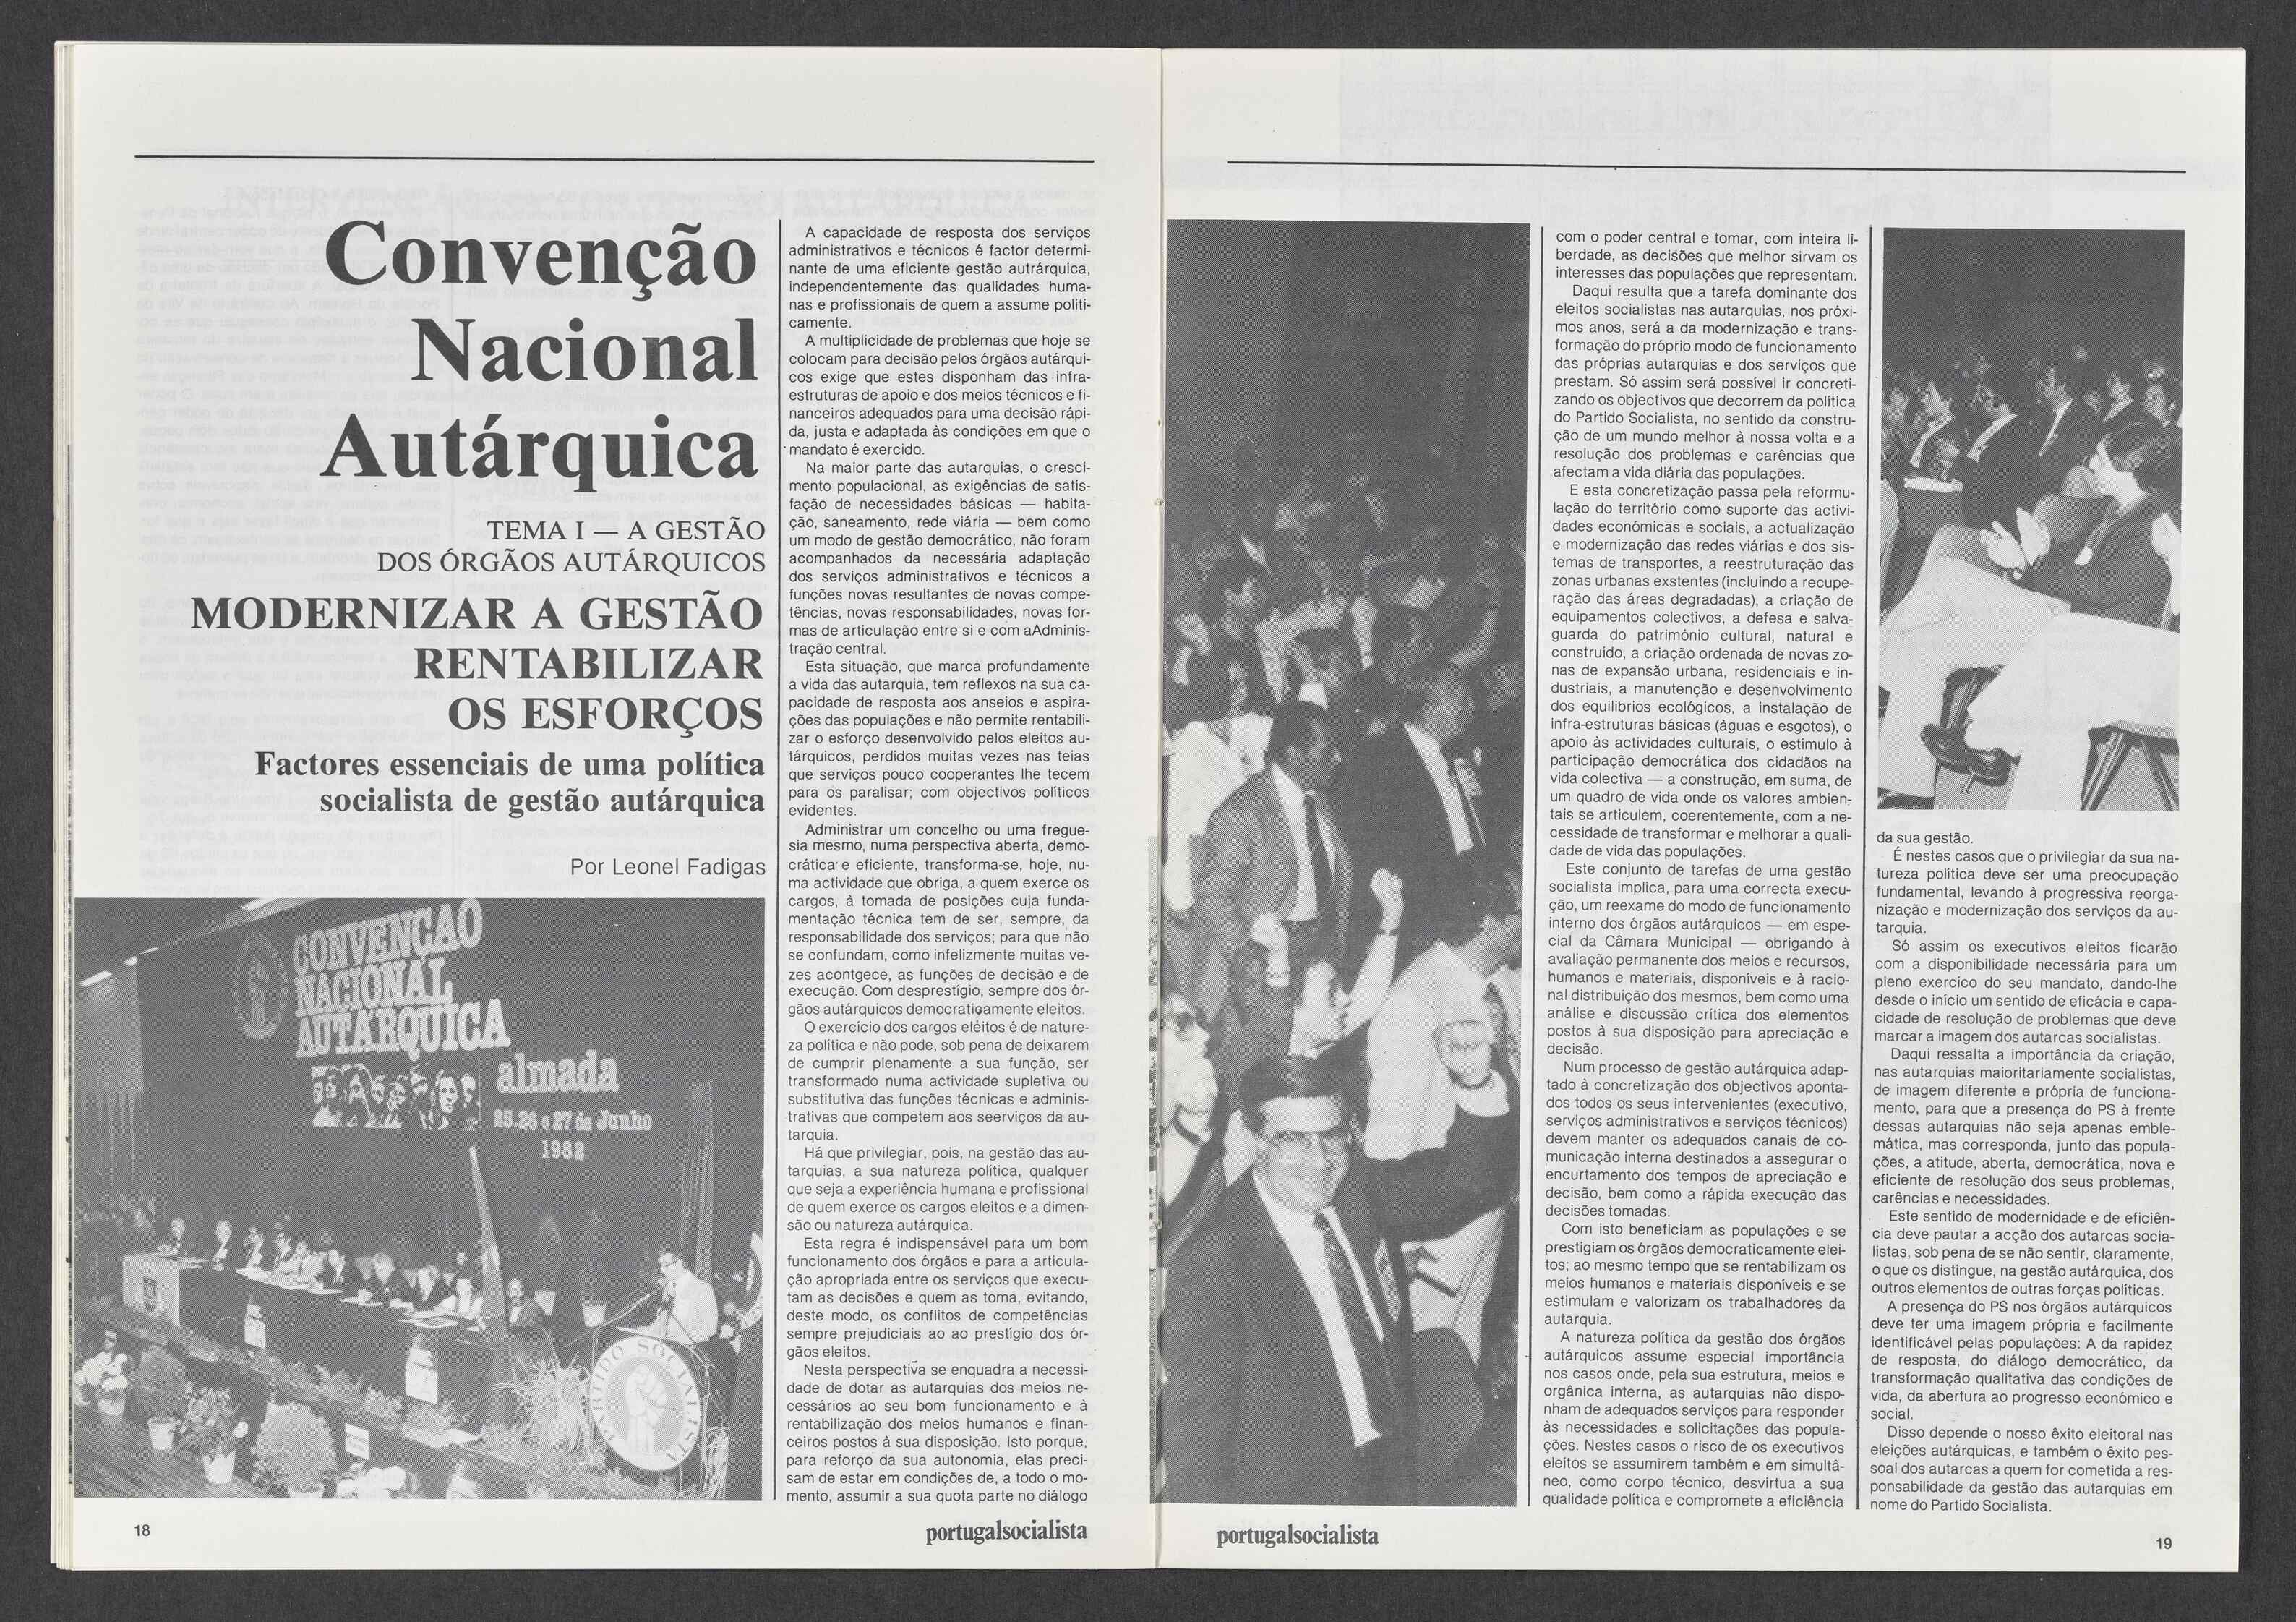 Convenção
Nacional
Autárquica
TEMA I — A GESTÃO
DOS ÓRGÃOS AUTÁRQUICOS
MODERNIZAR A GESTÃO
RENTABILIZAR
OS ESFORÇOS
Factores essenciais de uma política
socialista de gestão autárquica
Por Leonel Fadigas
CONVENÇAO
NACIONAL
AUTARQUICA
almada
25.26 e 27 de Junho
1982
PARTIDO SOCIALISTA
A capacidade de resposta dos serviços
administrativos e técnicos é factor determi-
nante de uma eficiente gestão autrárquica,
independentemente das qualidades huma-
nas e profissionais de quem a assume politi-
camente.
A multiplicidade de problemas que hoje se
colocam para decisão pelos órgãos autárqui-
cos exige que estes disponham das infra-
estruturas de apoio e dos meios técnicos e fi-
nanceiros adequados para uma decisão rápi-
da, justa e adaptada às condições em que o
mandato é exercido.
Na maior parte das autarquias, o cresci-
mento populacional, as exigências de satis-
fação de necessidades básicas — habita-
ção, saneamento, rede viária — bem como
um modo de gestão democrático, não foram
acompanhados da necessária adaptação
dos serviços administrativos e técnicos a
funções novas resultantes de novas compe-
tências, novas responsabilidades, novas for-
mas de articulação entre si e com aAdminis-
tração central.
Esta situação, que marca profundamente
a vida das autarquia, tem reflexos na sua ca-
pacidade de resposta aos anseios e aspira-
ções das populações e não permite rentabili-
zar o esforço desenvolvido pelos eleitos au-
tárquicos, perdidos muitas vezes nas teias
que serviços pouco cooperantes lhe tecem
para os paralisar; com objectivos políticos
evidentes.
Administrar um concelho ou uma fregue-
sia mesmo, numa perspectiva aberta, demo-
crática e eficiente, transforma-se, hoje, nu-
ma actividade que obriga, a quem exerce os
cargos, à tomada de posições cuja funda-
mentação técnica tem de ser, sempre, da
responsabilidade dos serviços; para que não
se confundam, como infelizmente muitas ve-
zes acontgece, as funções de decisão e de
execução. Com desprestígio, sempre dos ór-
gãos autárquicos democraticamente eleitos.
O exercício dos cargos eleitos é de nature-
za política e não pode, sob pena de deixarem
de cumprir plenamente a sua função, ser
transformado numa actividade supletiva ou
substitutiva das funções técnicas e adminis-
trativas que competem aos seerviços da au-
tarquia.
Há que privilegiar, pois, na gestão das au-
tarquias, a sua natureza política, qualquer
que seja a experiência humana e profissional
de quem exerce os cargos eleitos e a dimen-
são ou natureza autárquica.
Esta regra é indispensável para um bom
funcionamento dos órgãos e para a articula-
ção apropriada entre os serviços que execu-
tam as decisões e quem as toma, evitando,
deste modo, os conflitos de competências
sempre prejudiciais ao ao prestígio dos ór-
gãos eleitos.
Nesta perspectiva se enquadra a necessi-
dade de dotar as autarquias dos meios ne-
cessários ao seu bom funcionamento e à
rentabilização dos meios humanos e finan-
ceiros postos à sua disposição. Isto porque,
para reforço da sua autonomia, elas preci-
sam de estar em condições de, a todo o mo-
mento, assumir a sua quota parte no diálogo
18
portugalsocialista
com o poder central e tomar, com inteira li-
berdade, as decisões que melhor sirvam os
interesses das populações que representam.
Daqui resulta que a tarefa dominante dos
eleitos socialistas nas autarquias, nos próxi-
mos anos, será a da modernização e trans-
formação do próprio modo de funcionamento
das próprias autarquias e dos serviços que
prestam. Só assim será possível ir concreti-
zando os objectivos que decorrem da política
do Partido Socialista, no sentido da constru-
ção de um mundo melhor à nossa volta e a
resolução dos problemas e carências que
afectam a vida diária das populações.
E esta concretização passa pela reformu-
lação do território como suporte das activi-
dades económicas e sociais, a actualização
e modernização das redes viárias e dos sis-
temas de transportes, a reestruturação das
zonas urbanas exstentes (incluindo a recupe-
ração das áreas degradadas), a criação de
equipamentos colectivos, a defesa e salva-
guarda do património cultural, natural e
construido, a criação ordenada de novas zo-
nas de expansão urbana, residenciais e in-
dustriais, a manutenção e desenvolvimento
dos equilibrios ecológicos, a instalação de
infra-estruturas básicas (àguas e esgotos), o
apoio às actividades culturais, o estímulo à
participação democrática dos cidadãos na
vida colectiva — a construção, em suma, de
um quadro de vida onde os valores ambien-
tais se articulem, coerentemente, com a ne-
cessidade de transformar e melhorar a quali-
dade de vida das populações.
Este conjunto de tarefas de uma gestão
socialista implica, para uma correcta execu-
ção, um reexame do modo de funcionamento
interno dos órgãos autárquicos — em espe-
cial da Câmara Municipal — obrigando à
avaliação permanente dos meios e recursos,
humanos e materiais, disponíveis e à racio-
nal distribuição dos mesmos, bem como uma
análise e discussão crítica dos elementos
postos à sua disposição para apreciação e
decisão.
Num processo de gestão autárquica adap-
tado à concretização dos objectivos aponta-
dos todos os seus intervenientes (executivo,
serviços administrativos e serviços técnicos)
devem manter os adequados canais de co-
municação interna destinados a assegurar o
encurtamento dos tempos de apreciação e
decisão, bem como a rápida execução das
decisões tomadas.
Com isto beneficiam as populações e se
prestigiam os órgãos democraticamente elei-
tos; ao mesmo tempo que se rentabilizam os
meios humanos e materiais disponíveis e se
estimulam e valorizam os trabalhadores da
autarquia.
A natureza política da gestão dos órgãos
autárquicos assume especial importância
nos casos onde, pela sua estrutura, meios e
orgânica interna, as autarquias não dispo-
nham de adequados serviços para responder
às necessidades e solicitações das popula-
ções. Nestes casos o risco de os executivos
eleitos se assumirem também e em simultâ-
neo, como corpo técnico, desvirtua a sua
qualidade política e compromete a eficiência
da sua gestão.
É nestes casos que o privilegiar da sua na-
tureza política deve ser uma preocupação
fundamental, levando à progressiva reorga-
nização e modernização dos serviços da au-
tarquia.
Só assim os executivos eleitos ficarão
com a disponibilidade necessária para um
pleno exercíco do seu mandato, dando-lhe
desde o início um sentido de eficácia e capa-
cidade de resolução de problemas que deve
marcar a imagem dos autarcas socialistas.
Daqui ressalta a importância da criação,
nas autarquias maioritariamente socialistas,
de imagem diferente e própria de funciona-
mento, para que a presença do PS à frente
dessas autarquias não seja apenas emble-
mática, mas corresponda, junto das popula-
ções, a atitude, aberta, democrática, nova e
eficiente de resolução dos seus problemas,
carências e necessidades.
Este sentido de modernidade e de eficiên-
cia deve pautar a acção dos autarcas socia-
listas, sob pena de se não sentir, claramente,
o que os distingue, na gestão autárquica, dos
outros elementos de outras forças políticas.
A presença do PS nos órgãos autárquicos
deve ter uma imagem própria e facilmente
identificável pelas populações: A da rapidez
de resposta, do diálogo democrático, da
transformação qualitativa das condições de
vida, da abertura ao progresso económico e
social.
Disso depende o nosso êxito eleitoral nas
eleições autárquicas, e também o êxito pes-
soal dos autarcas a quem for cometida a res-
ponsabilidade da gestão das autarquias em
nome do Partido Socialista.
portugalsocialista
19